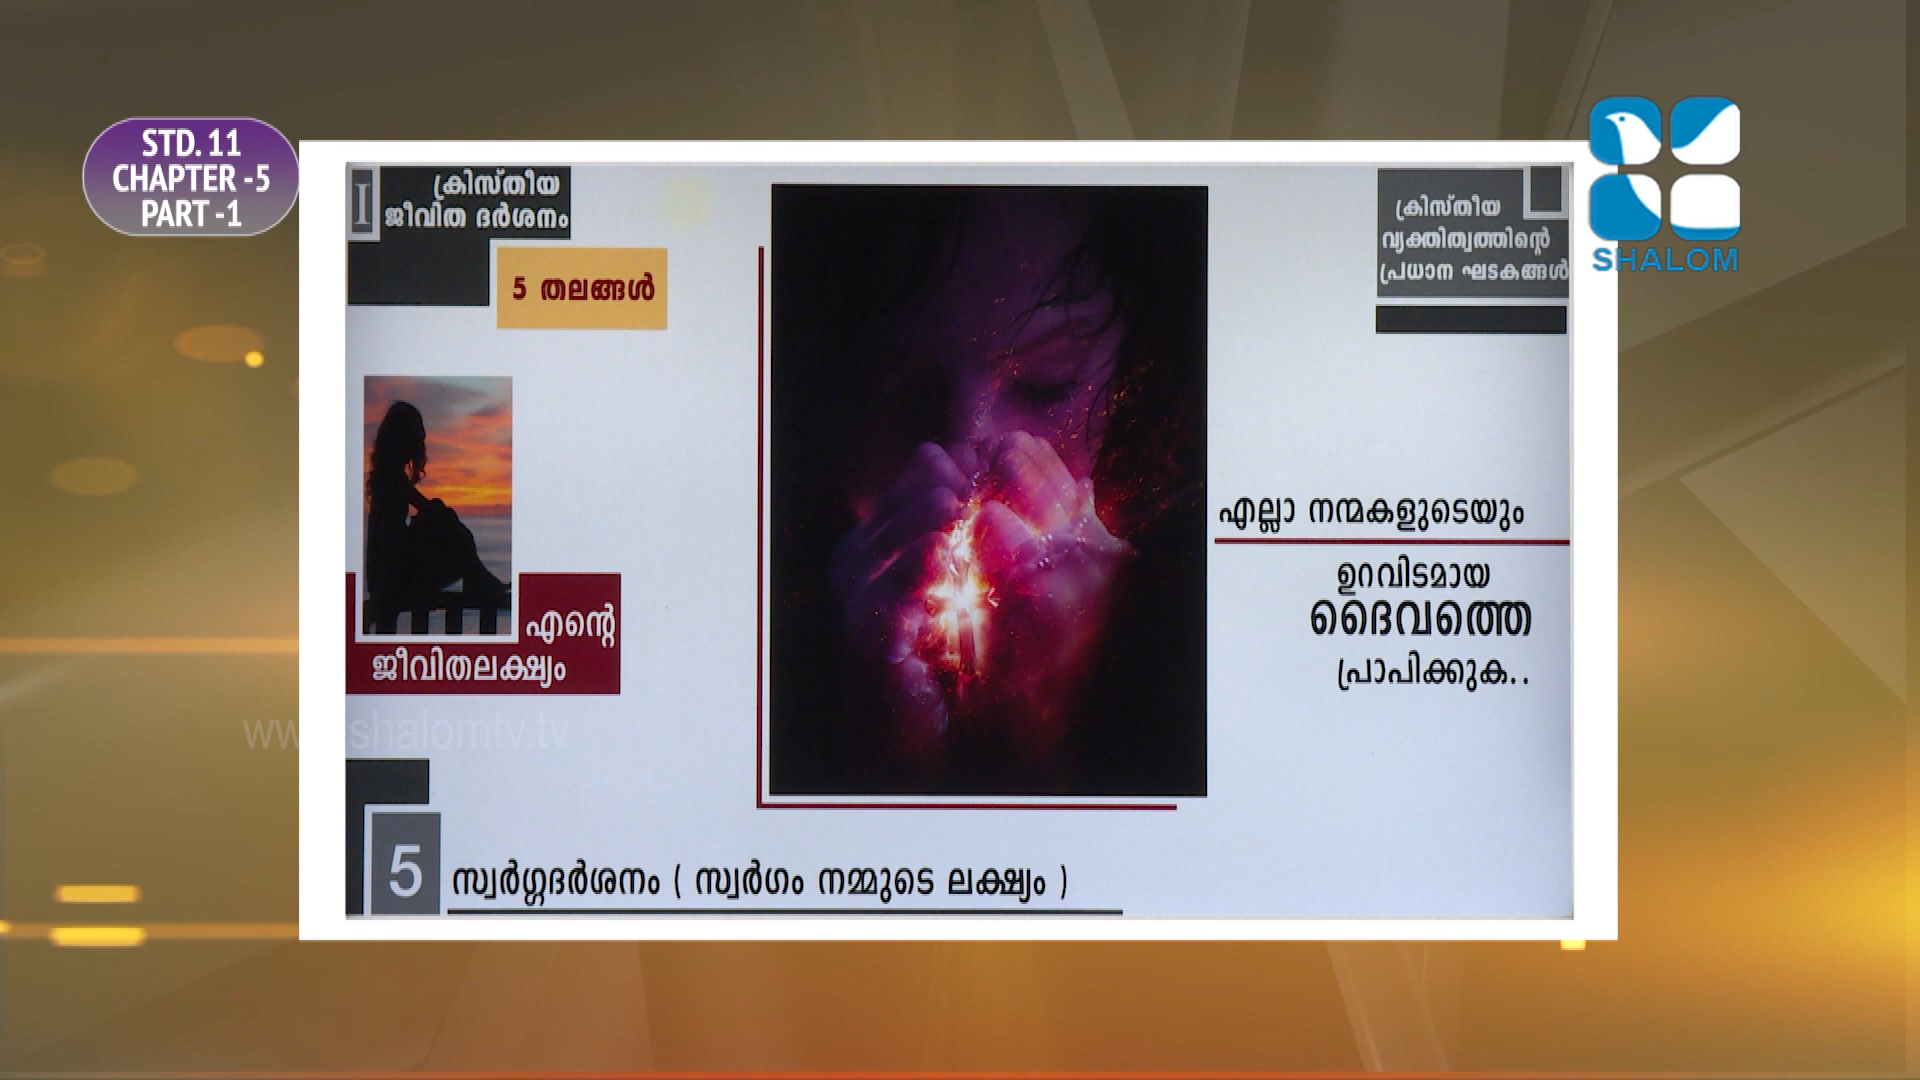 STD. 11
CHAPTER -5
PART -1
I
ക്രിസ്തീയ
ജീവിത ദർശനം
5 തലങ്ങൾ
ക്രിസ്തീയ
വ്യക്തിത്വത്തിന്റെ
പ്രധാന ഘടകങ്ങൾ
SHALOM
എന്റെ
ജീവിതലക്ഷ്യം
എല്ലാ നന്മകളുടെയും
ഉറവിടമായ
ദൈവത്തെ
പ്രാപിക്കുക..
www.shalomtv.tv
5
സ്വർഗ്ഗദർശനം ( സ്വർഗം നമ്മുടെ ലക്ഷ്യം )